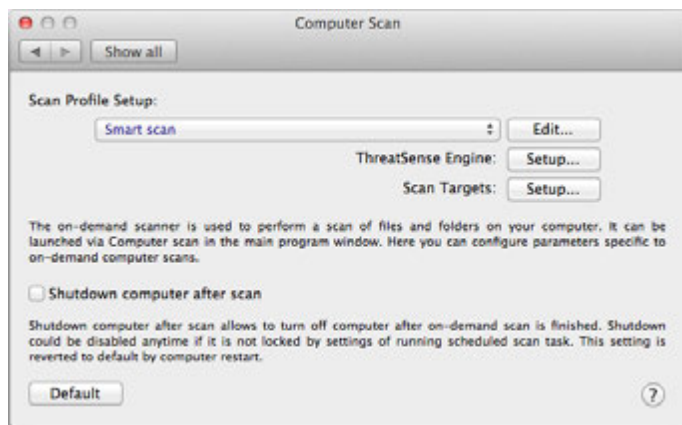 Computer Scan
Show all
Scan Profile Setup:
Smart scan
Edit...
ThreatSense Engine:
Setup...
Scan Targets:
Setup...
The on-demand scanner is used to perform a scan of files and folders on your computer. It can be
launched via Computer scan in the main program window. Here you can configure parameters specific to
on-demand computer scans.
Shutdown computer after scan
Shutdown computer after scan allows to turn off computer after on-demand scan is finished. Shutdown
could be disabled anytime if it is not locked by settings of running scheduled scan task. This setting is
reverted to default by computer restart.
Default
?